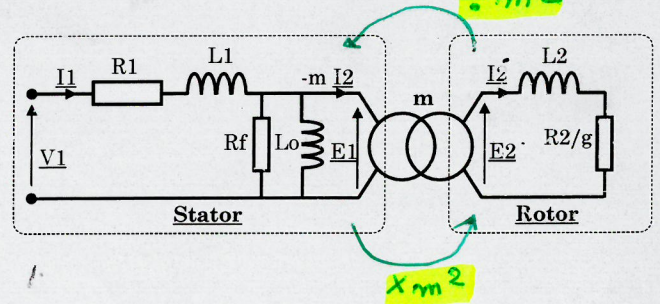 ÷ m²
I1 R1 L1 -m I2 m I2 L2
V1 Rf Lo E1 E2 R2/g
Stator Rotor
× m²